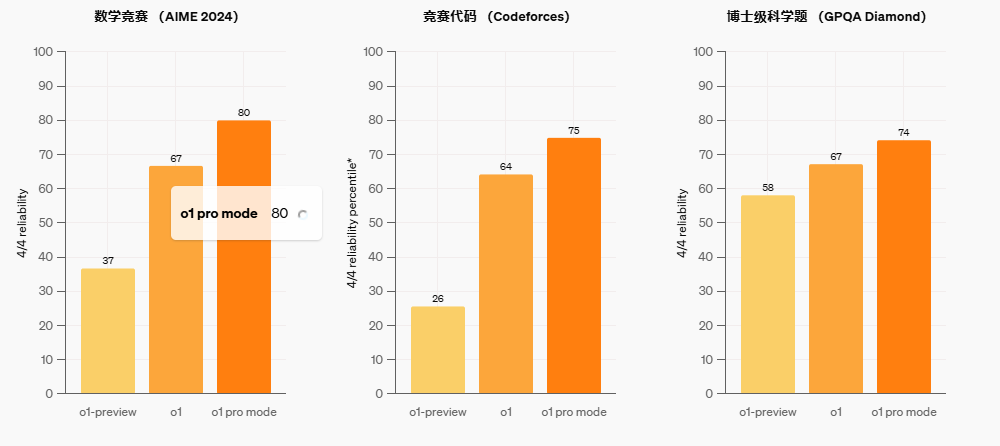 数学竞赛 （AIME 2024）
4/4 reliability
100
90
80
70
60
50
40
30
20
10
0
37
67
80
o1 pro mode 80
o1-preview
o1
o1 pro mode
竞赛代码 （Codeforces）
4/4 reliability percentile*
100
90
80
70
60
50
40
30
20
10
0
26
64
75
o1-preview
o1
o1 pro mode
博士级科学题 （GPQA Diamond）
4/4 reliability
100
90
80
70
60
50
40
30
20
10
0
58
67
74
o1-preview
o1
o1 pro mode